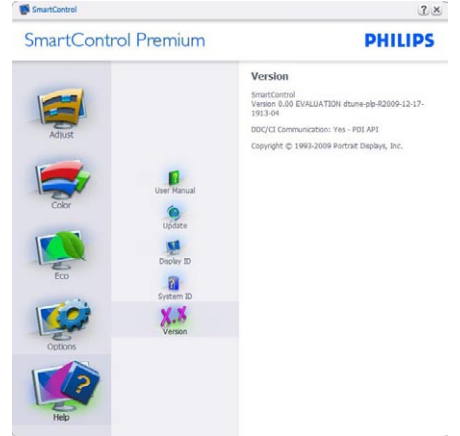 SmartControl
SmartControl Premium
PHILIPS
Adjust
Color
Eco
Options
Help
User Manual
Update
Display ID
System ID
X.X
Version
Version
SmartControl
Version 0.00 EVALUATION dtune-plp-R2009-12-17-
1913-04
DDC/CI Communication: Yes - PDI API
Copyright © 1993-2009 Portrait Displays, Inc.